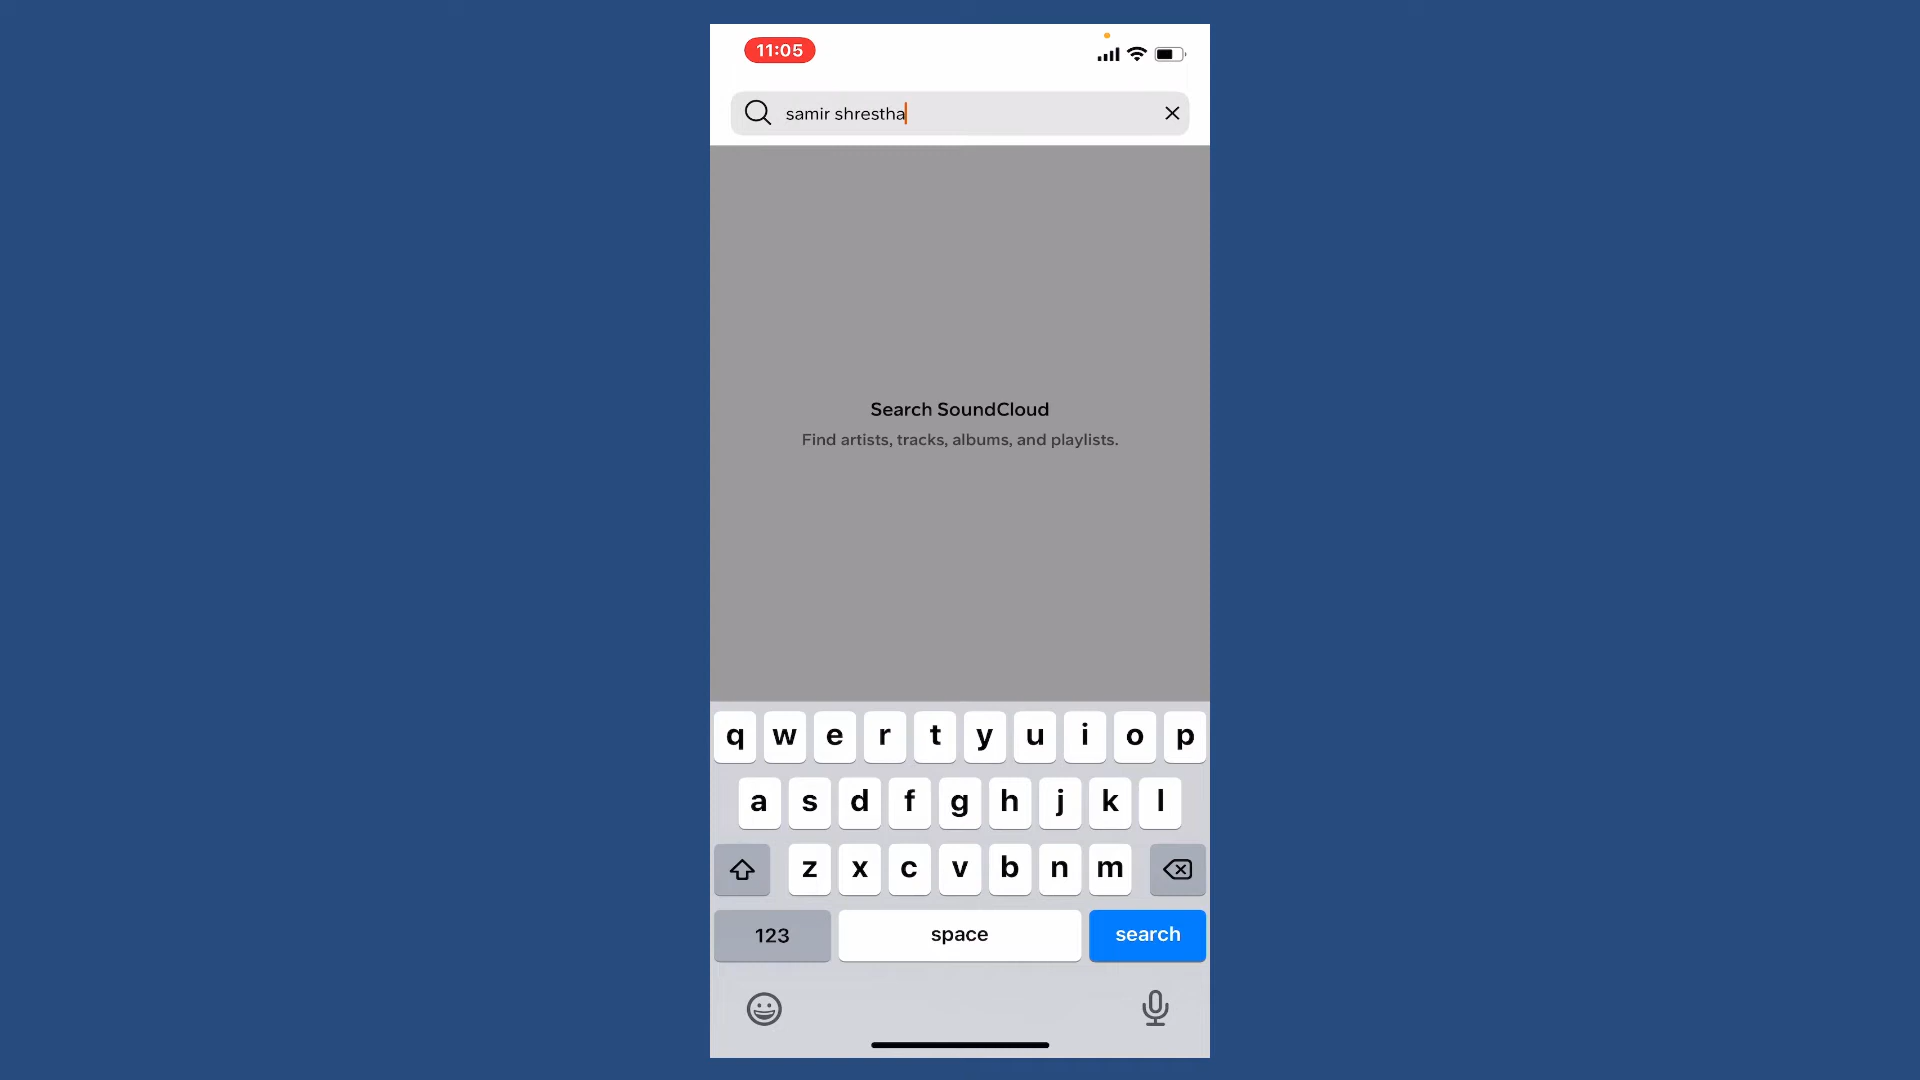 11:05
samir shrestha
Search SoundCloud
Find artists, tracks, albums, and playlists.
q w e r t y u i o p
a s d f g h j k l
z x c v b n m
123 space search